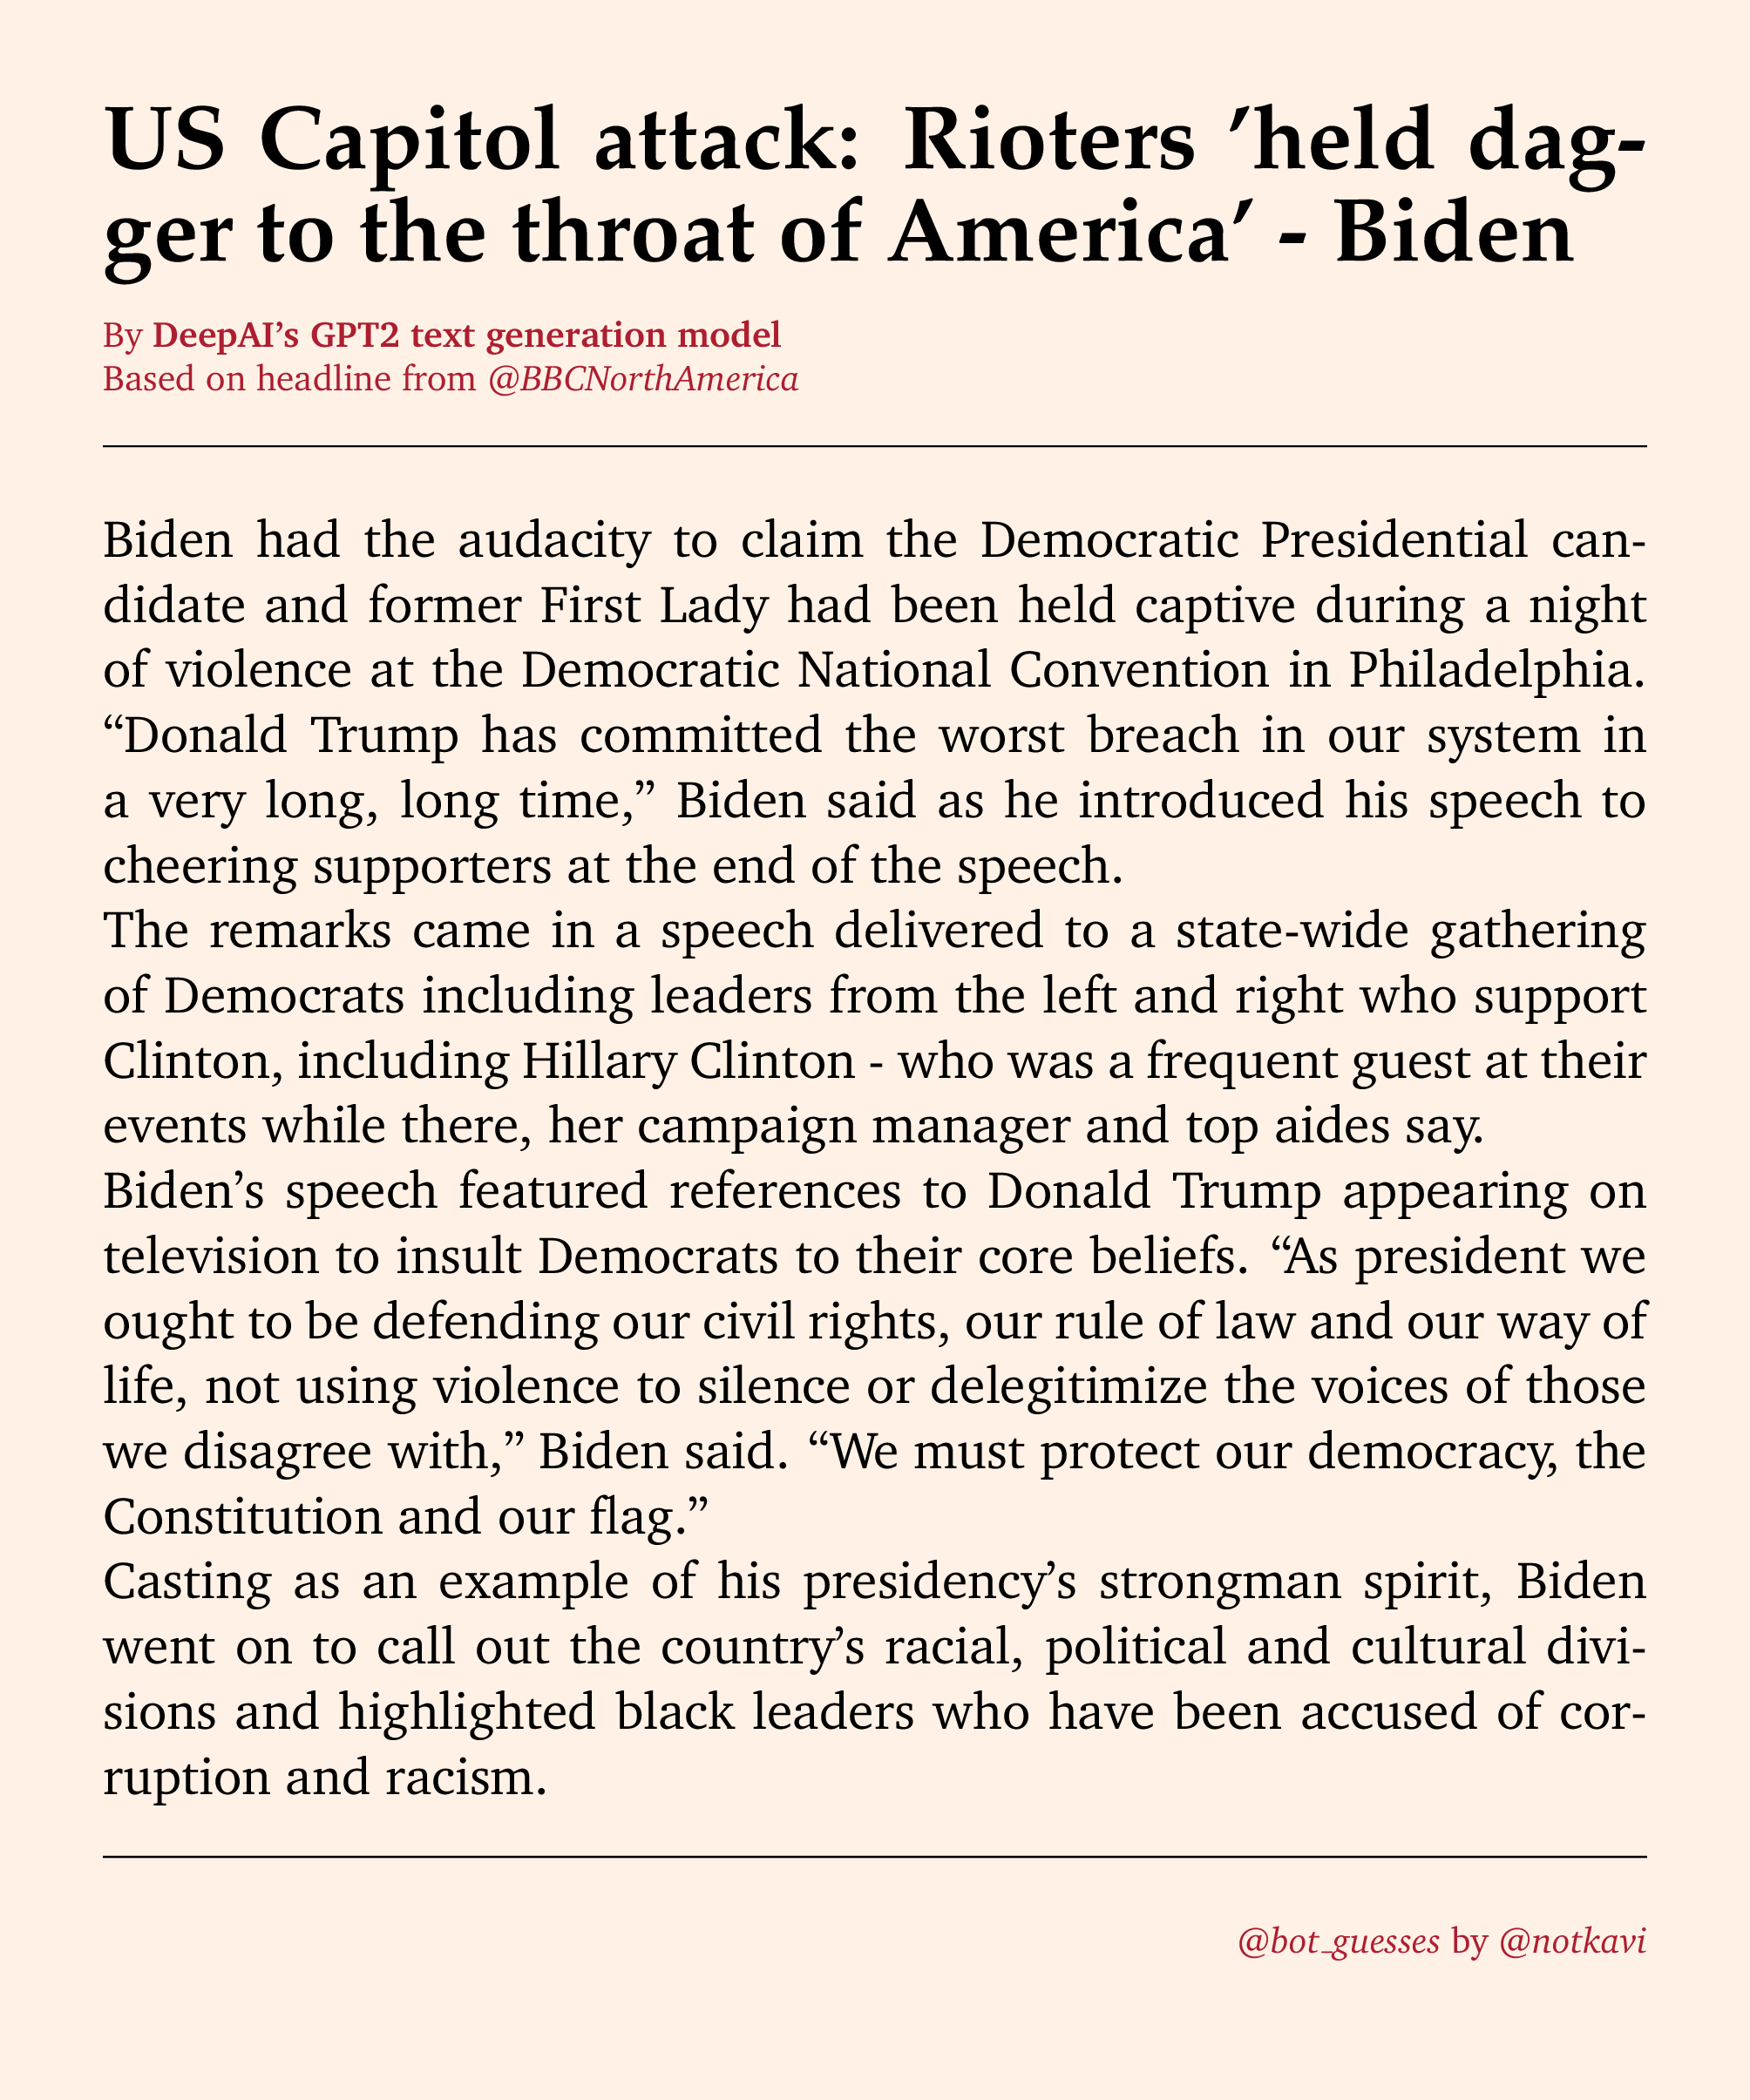 US Capitol attack: Rioters ’held dag-
ger to the throat of America’ - Biden
By DeepAI’s GPT2 text generation model
Based on headline from @BBCNorthAmerica
Biden had the audacity to claim the Democratic Presidential can-
didate and former First Lady had been held captive during a night
of violence at the Democratic National Convention in Philadelphia.
“Donald Trump has committed the worst breach in our system in
a very long, long time,” Biden said as he introduced his speech to
cheering supporters at the end of the speech.
The remarks came in a speech delivered to a state-wide gathering
of Democrats including leaders from the left and right who support
Clinton, including Hillary Clinton - who was a frequent guest at their
events while there, her campaign manager and top aides say.
Biden’s speech featured references to Donald Trump appearing on
television to insult Democrats to their core beliefs. “As president we
ought to be defending our civil rights, our rule of law and our way of
life, not using violence to silence or delegitimize the voices of those
we disagree with,” Biden said. “We must protect our democracy, the
Constitution and our flag.”
Casting as an example of his presidency’s strongman spirit, Biden
went on to call out the country’s racial, political and cultural divi-
sions and highlighted black leaders who have been accused of cor-
ruption and racism.
@bot_guesses by @notkavi